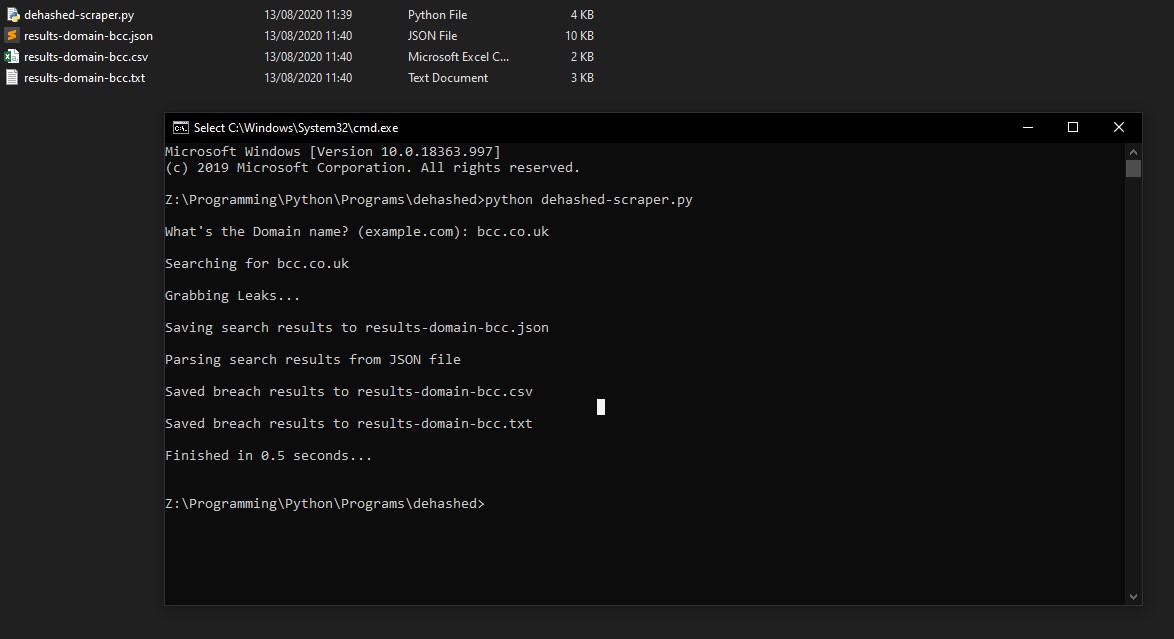 dehashed-scraper.py 13/08/2020 11:39 Python File 4 KB
results-domain-bcc.json 13/08/2020 11:40 JSON File 10 KB
results-domain-bcc.csv 13/08/2020 11:40 Microsoft Excel C... 2 KB
results-domain-bcc.txt 13/08/2020 11:40 Text Document 3 KB
Select C:\Windows\System32\cmd.exe
Microsoft Windows [Version 10.0.18363.997]
(c) 2019 Microsoft Corporation. All rights reserved.
Z:\Programming\Python\Programs\dehashed>python dehashed-scraper.py
What's the Domain name? (example.com): bcc.co.uk
Searching for bcc.co.uk
Grabbing Leaks...
Saving search results to results-domain-bcc.json
Parsing search results from JSON file
Saved breach results to results-domain-bcc.csv
Saved breach results to results-domain-bcc.txt
Finished in 0.5 seconds...
Z:\Programming\Python\Programs\dehashed>